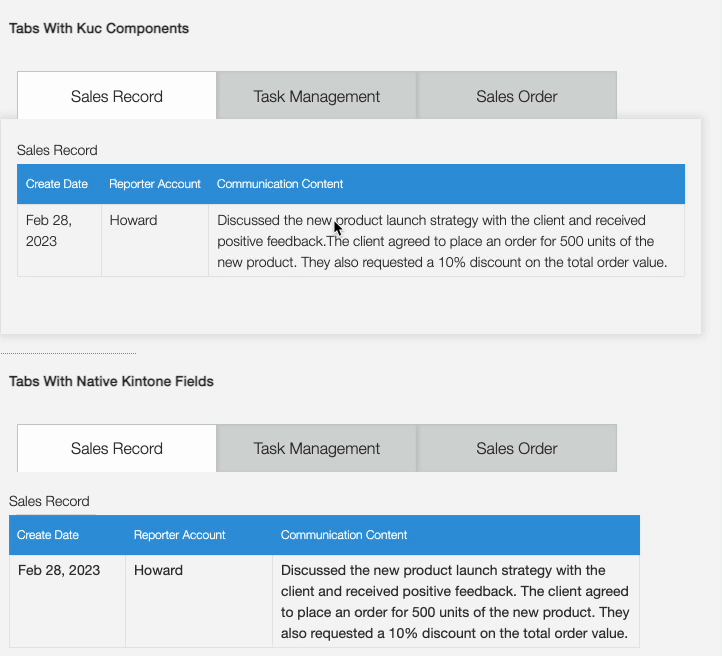 Tabs With Kuc Components
Sales Record Task Management Sales Order
Sales Record
Create Date Reporter Account Communication Content
Feb 28, 2023 Howard Discussed the new product launch strategy with the client and received
positive feedback.The client agreed to place an order for 500 units of the
new product. They also requested a 10% discount on the total order value.
Tabs With Native Kintone Fields
Sales Record Task Management Sales Order
Sales Record
Create Date Reporter Account Communication Content
Feb 28, 2023 Howard Discussed the new product launch strategy with the
client and received positive feedback. The client agreed
to place an order for 500 units of the new product. They
also requested a 10% discount on the total order value.